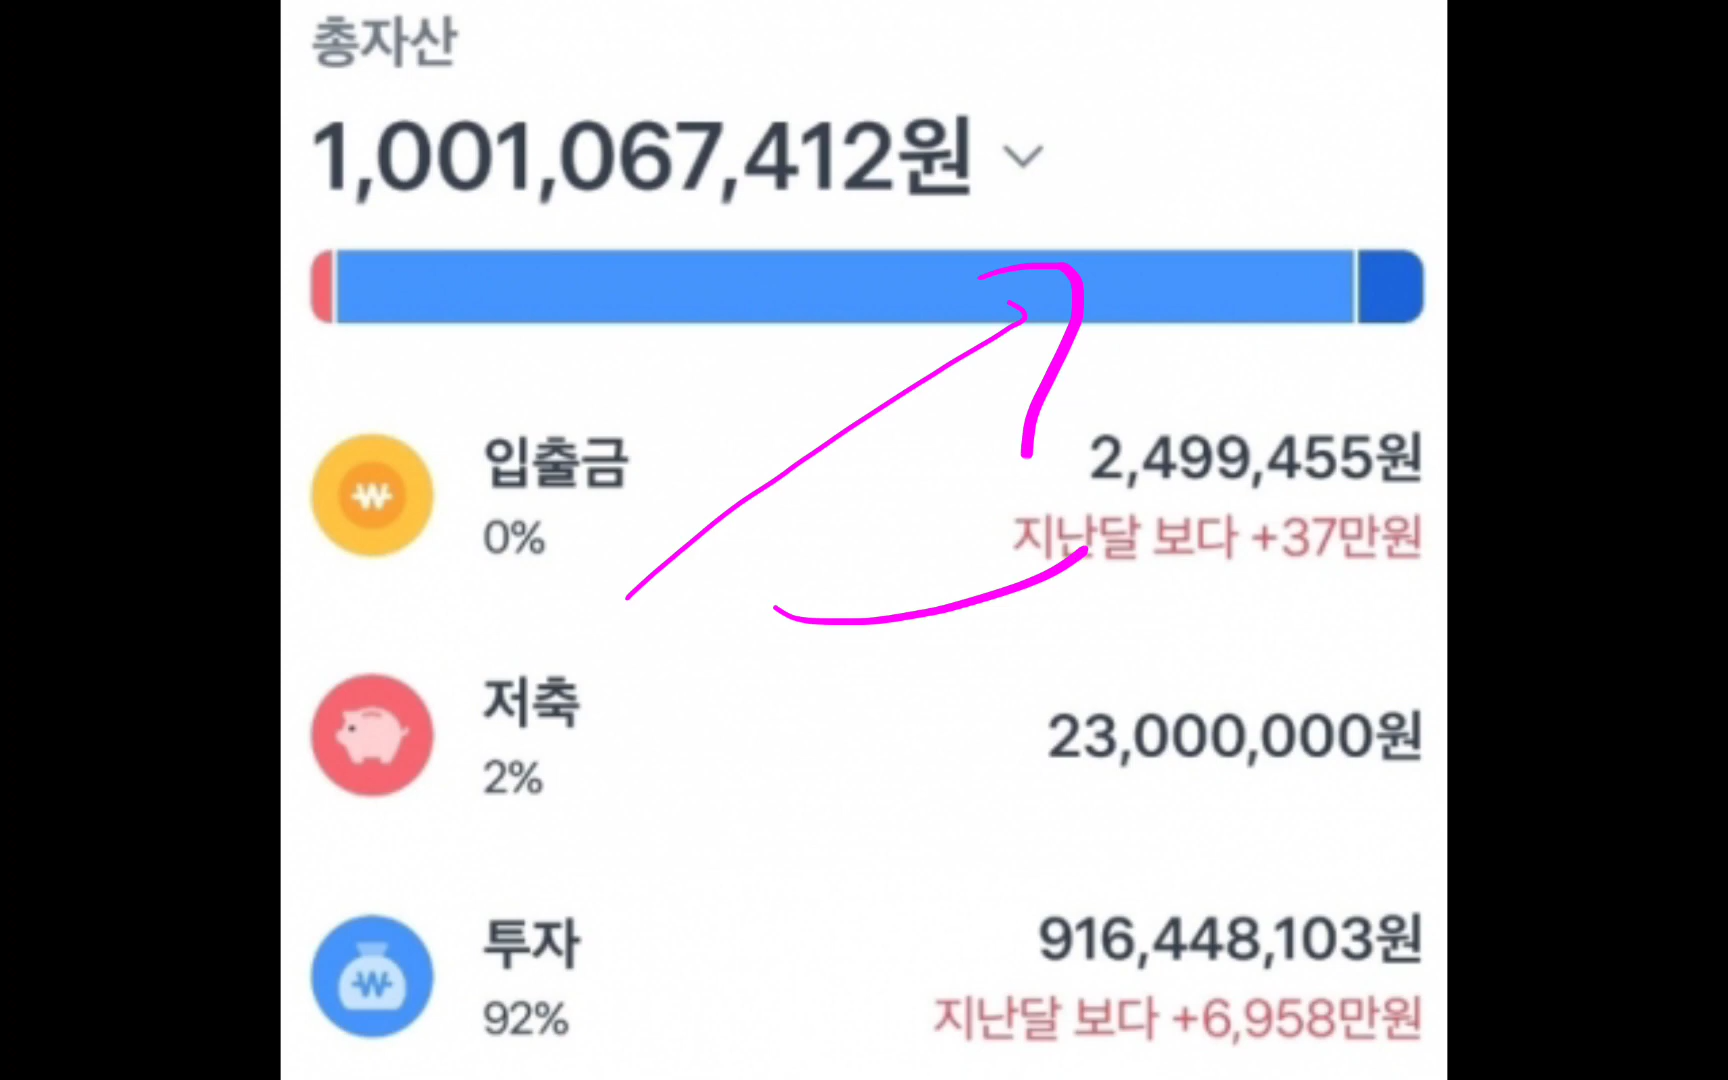 총자산
1,001,067,412원
입출금
2,499,455원
0%
지난달 보다 +37만원
저축
23,000,000원
2%
투자
916,448,103원
92%
지난달 보다 +6,958만원